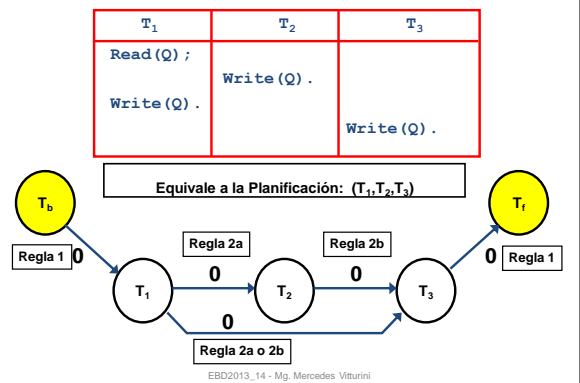 T1 T2 T3
Read(Q);
Write(Q).
Write(Q).
Write(Q).
Equivale a la Planificación: (T1,T2,T3)
Tb Tf
Regla 1 0 Regla 2a Regla 2b 0 Regla 1
0 0
T1 T2 T3
0
Regla 2a o 2b
EBD2013_14 - Mg. Mercedes Vitturini